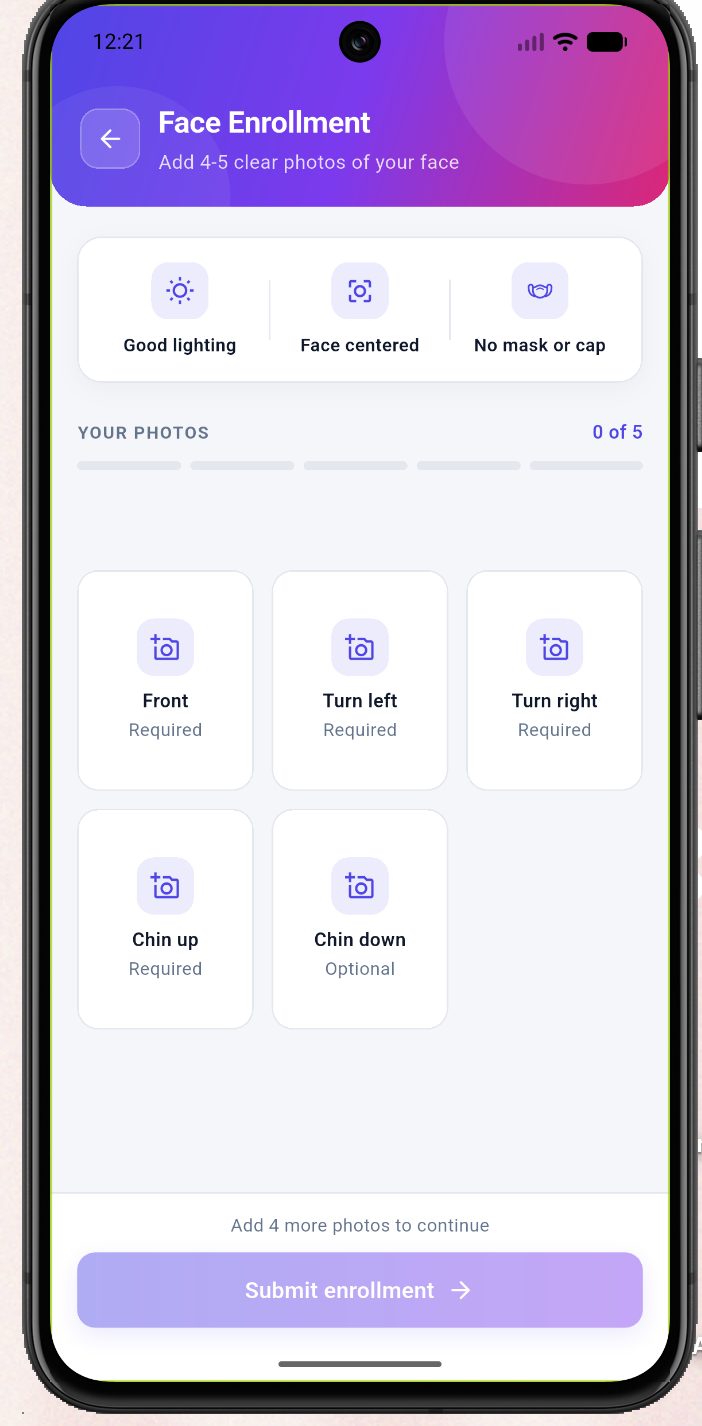 12:21
Face Enrollment
Add 4-5 clear photos of your face
Good lighting
Face centered
No mask or cap
YOUR PHOTOS
0 of 5
Front
Required
Turn left
Required
Turn right
Required
Chin up
Required
Chin down
Optional
Add 4 more photos to continue
Submit enrollment